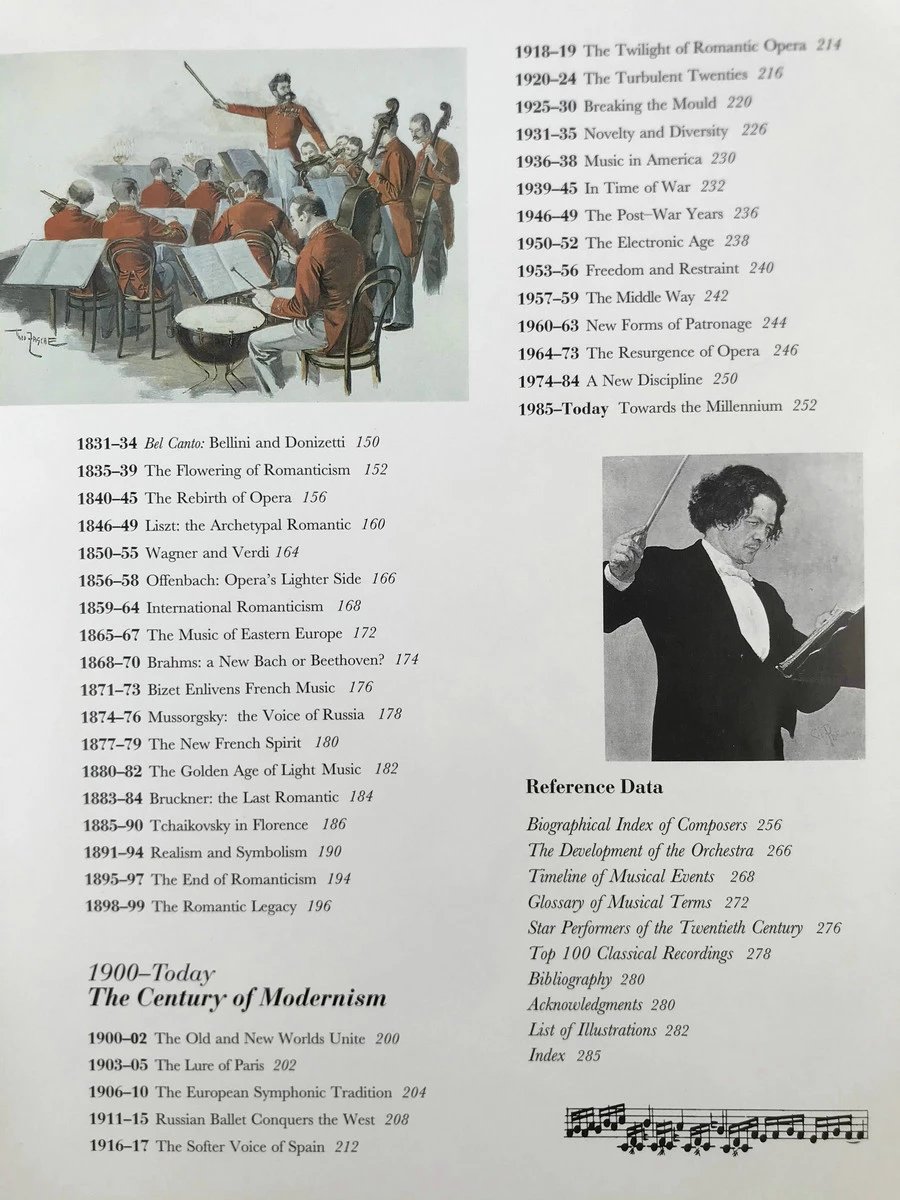 Theo Zasche
1831–34 Bel Canto: Bellini and Donizetti 150
1835–39 The Flowering of Romanticism 152
1840–45 The Rebirth of Opera 156
1846–49 Liszt: the Archetypal Romantic 160
1850–55 Wagner and Verdi 164
1856–58 Offenbach: Opera's Lighter Side 166
1859–64 International Romanticism 168
1865–67 The Music of Eastern Europe 172
1868–70 Brahms: a New Bach or Beethoven? 174
1871–73 Bizet Enlivens French Music 176
1874–76 Mussorgsky: the Voice of Russia 178
1877–79 The New French Spirit 180
1880–82 The Golden Age of Light Music 182
1883–84 Bruckner: the Last Romantic 184
1885–90 Tchaikovsky in Florence 186
1891–94 Realism and Symbolism 190
1895–97 The End of Romanticism 194
1898–99 The Romantic Legacy 196
1900–Today
The Century of Modernism
1900–02 The Old and New Worlds Unite 200
1903–05 The Lure of Paris 202
1906–10 The European Symphonic Tradition 204
1911–15 Russian Ballet Conquers the West 208
1916–17 The Softer Voice of Spain 212
1918–19 The Twilight of Romantic Opera 214
1920–24 The Turbulent Twenties 216
1925–30 Breaking the Mould 220
1931–35 Novelty and Diversity 226
1936–38 Music in America 230
1939–45 In Time of War 232
1946–49 The Post–War Years 236
1950–52 The Electronic Age 238
1953–56 Freedom and Restraint 240
1957–59 The Middle Way 242
1960–63 New Forms of Patronage 244
1964–73 The Resurgence of Opera 246
1974–84 A New Discipline 250
1985–Today Towards the Millennium 252
Reference Data
Biographical Index of Composers 256
The Development of the Orchestra 266
Timeline of Musical Events 268
Glossary of Musical Terms 272
Star Performers of the Twentieth Century 276
Top 100 Classical Recordings 278
Bibliography 280
Acknowledgments 280
List of Illustrations 282
Index 285